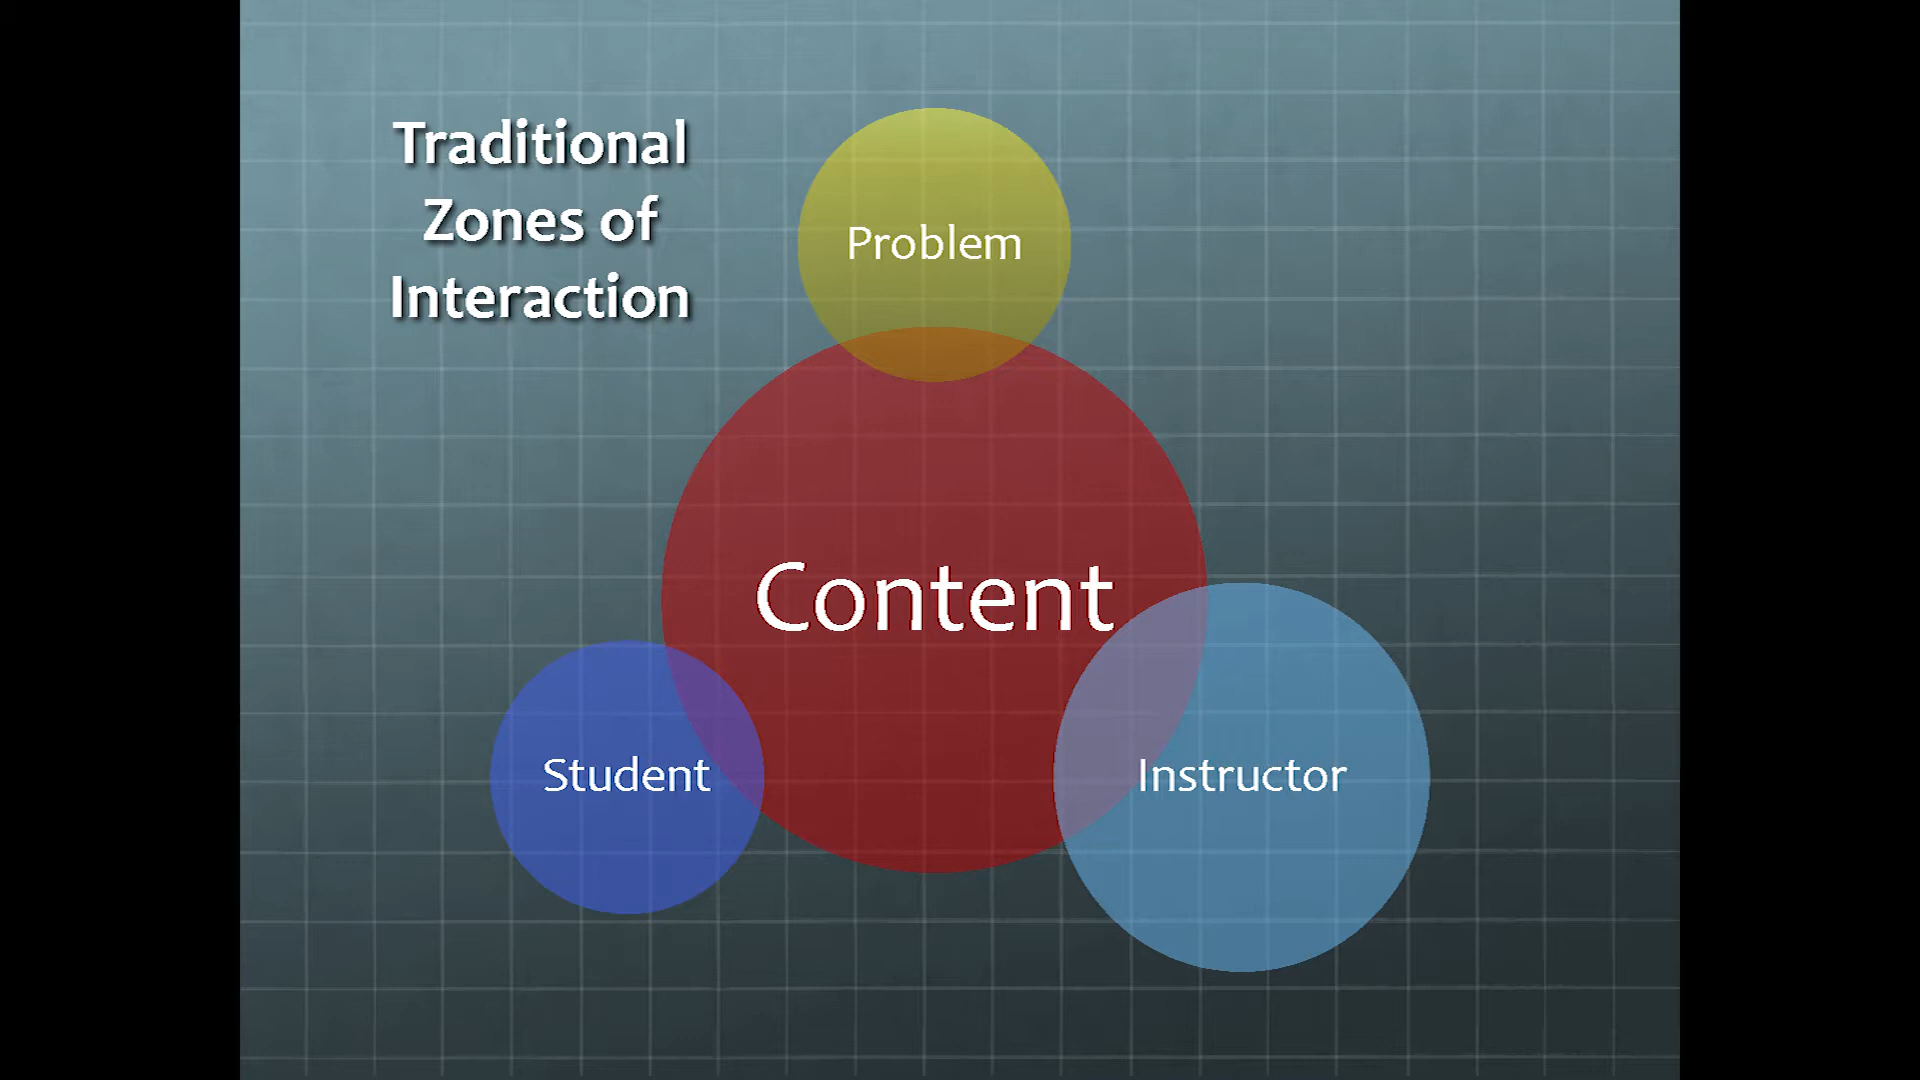 Traditional
Zones of
Interaction
Problem
Content
Student
Instructor